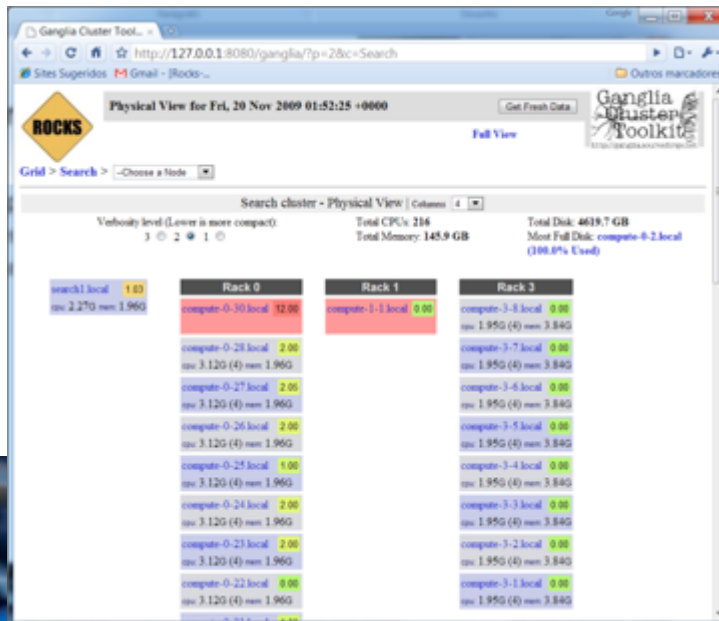 Google
Ganglia Cluster Tool... ×
http://127.0.0.1:8080/ganglia/?p=2&c=Search
Sites Sugeridos Gmail - [Rocks-... Outros marcadores
ROCKS
Physical View for Fri, 20 Nov 2009 01:52:25 +0000
Get Fresh Data
Full View
Ganglia
Cluster
Toolkit
Grid > Search > --Choose a Node
Search cluster - Physical View | Columns 4
Verbosity level (Lower is more compact):
3 2 1
Total CPUs: 216
Total Memory: 145.9 GB
Total Disk: 4619.7 GB
Most Full Disk: compute-0-2.local
(100.0% Used)
search1.local 1.03
cpu: 2.27G mem: 1.96G
Rack 0
compute-0-30.local 12.00
compute-0-28.local 2.00
cpu: 3.12G (4) mem: 1.96G
compute-0-27.local 2.05
cpu: 3.12G (4) mem: 1.96G
compute-0-26.local 2.00
cpu: 3.12G (4) mem: 1.96G
compute-0-25.local 1.00
cpu: 3.12G (4) mem: 1.96G
compute-0-24.local 2.00
cpu: 3.12G (4) mem: 1.96G
compute-0-23.local 2.00
cpu: 3.12G (4) mem: 1.96G
compute-0-22.local 0.00
cpu: 3.12G (4) mem: 1.96G
Rack 1
compute-1-1.local 0.00
Rack 3
compute-3-8.local 0.00
cpu: 1.95G (4) mem: 3.84G
compute-3-7.local 0.00
cpu: 1.95G (4) mem: 3.84G
compute-3-6.local 0.00
cpu: 1.95G (4) mem: 3.84G
compute-3-5.local 0.00
cpu: 1.95G (4) mem: 3.84G
compute-3-4.local 0.00
cpu: 1.95G (4) mem: 3.84G
compute-3-3.local 0.00
cpu: 1.95G (4) mem: 3.84G
compute-3-2.local 0.00
cpu: 1.95G (4) mem: 3.84G
compute-3-1.local 0.00
cpu: 1.95G (4) mem: 3.84G